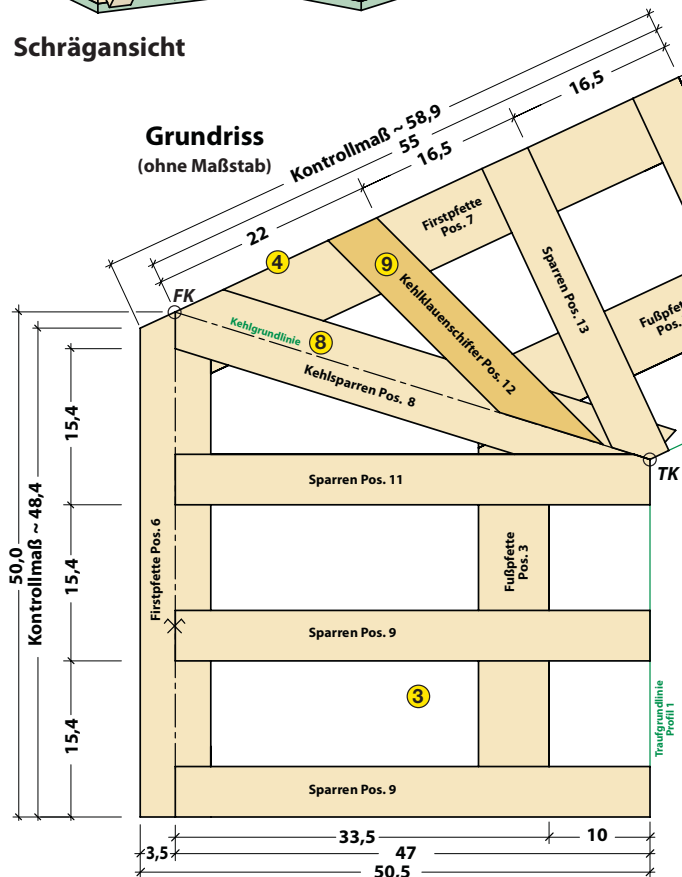 Schrägansicht
Grundriss
(ohne Maßstab)
Kontrollmaß ~ 58,9
55
16,5
16,5
22
4
9
8
3
FK
TK
Firstpfette
Pos. 7
Sparren Pos. 13
Fußpf
Pos.
Kehlklauenschifter Pos. 12
Kehlgrundlinie
Kehlsparren Pos. 8
Sparren Pos. 11
Firstpfette Pos. 6
Fußpfette
Pos. 3
Sparren Pos. 9
Sparren Pos. 9
Traufgrundlinie
Profil 1
50,0
Kontrollmaß ~ 48,4
15,4
15,4
15,4
33,5
10
3,5
47
50,5